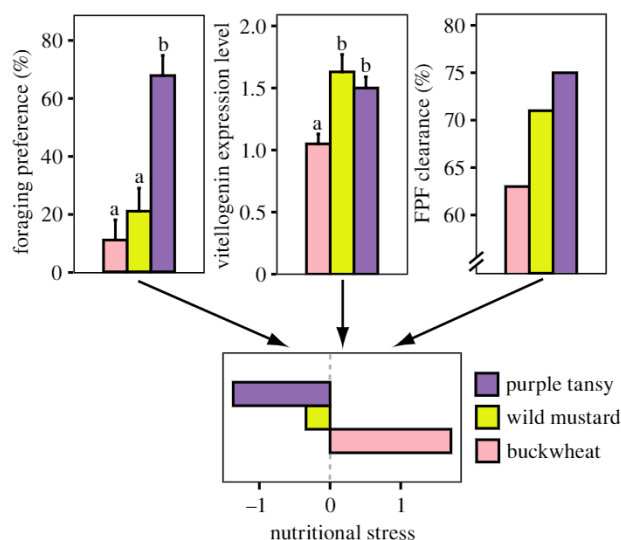 foraging preference (%)
80
60
40
20
0
a
a
b
vitellogenin expression level
2.0
1.5
1.0
0.5
0
a
b
b
FPF clearance (%)
80
75
70
65
60
purple tansy
wild mustard
buckwheat
–1
0
1
nutritional stress